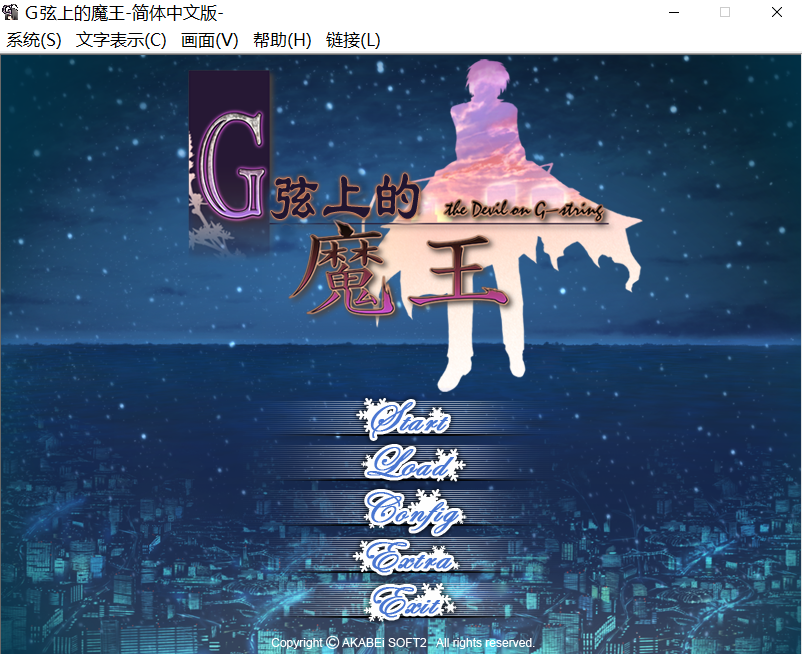 G弦上的魔王-简体中文版-
系统(S) 文字表示(C) 画面(V) 帮助(H) 链接(L)
G弦上的
the Devil on G-string
魔王
Start
Load
Config
Extra
Exit
Copyright © AKABEi SOFT2 All rights reserved.